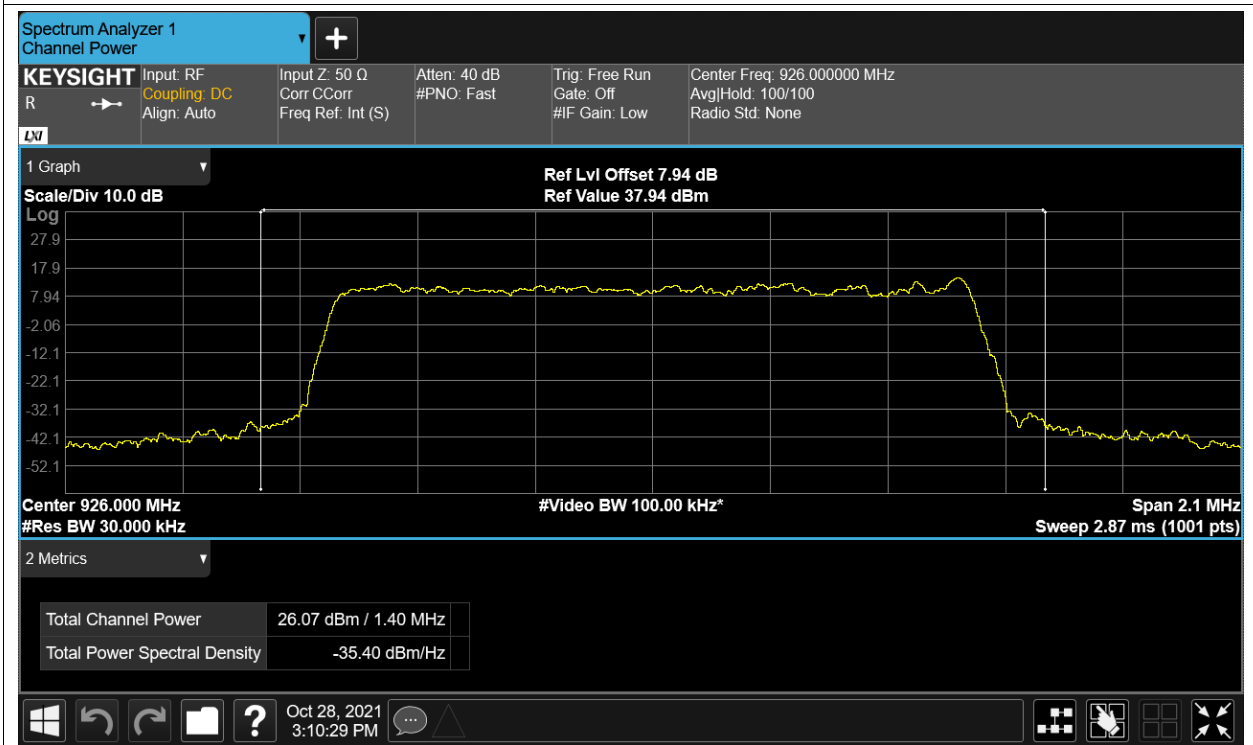 Spectrum Analyzer 1
Channel Power
KEYSIGHT Input: RF Input Z: 50 Ω Atten: 40 dB Trig: Free Run Center Freq: 926.000000 MHz
R Coupling: DC Corr CCorr #PNO: Fast Gate: Off Avg|Hold: 100/100
Align: Auto Freq Ref: Int (S) #IF Gain: Low Radio Std: None
LXI
1 Graph
Ref Lvl Offset 7.94 dB
Scale/Div 10.0 dB Ref Value 37.94 dBm
Log
27.9
17.9
7.94
-2.06
-12.1
-22.1
-32.1
-42.1
-52.1
Center 926.000 MHz #Video BW 100.00 kHz* Span 2.1 MHz
#Res BW 30.000 kHz Sweep 2.87 ms (1001 pts)
2 Metrics
Total Channel Power 26.07 dBm / 1.40 MHz
Total Power Spectral Density -35.40 dBm/Hz
Oct 28, 2021
3:10:29 PM